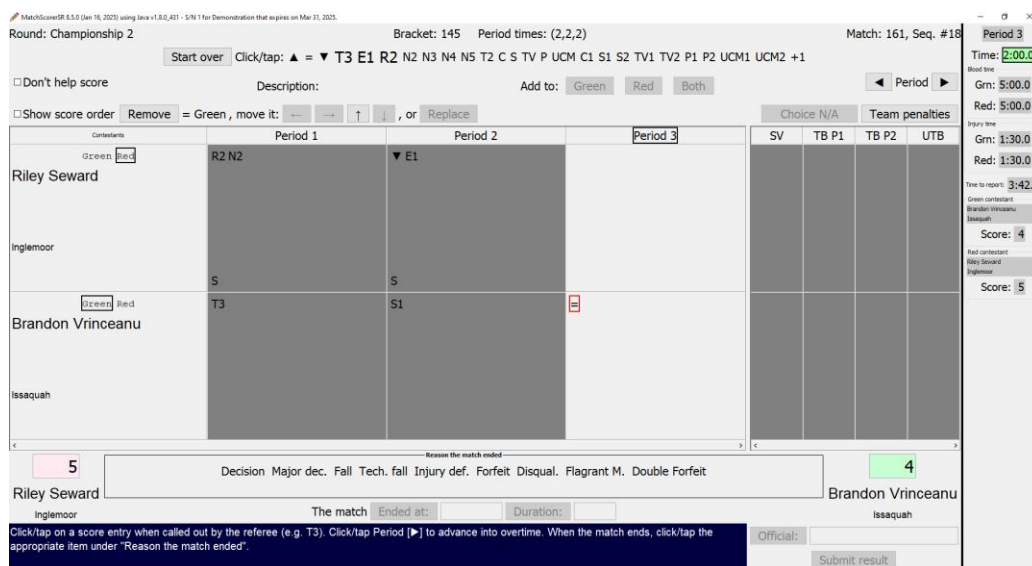 MatchScorerSR 8.5.0 (Jan 16, 2025) using Java v1.8.0_431 - S/N 1 for Demonstration that expires on Mar 31, 2025.
Round: Championship 2 Bracket: 145 Period times: (2,2,2) Match: 161, Seq. #18
Start over Click/tap: ▲ = ▼ T3 E1 R2 N2 N3 N4 N5 T2 C S TV P UCM C1 S1 S2 TV1 TV2 P1 P2 UCM1 UCM2 +1
Don't help score Description: Add to: Green Red Both ◄ Period ►
Show score order Remove = Green , move it: ← → ↑ ↓ , or Replace Choice N/A Team penalties
Contestants Period 1 Period 2 Period 3 SV TB P1 TB P2 UTB
Green Red R2 N2 ▼ E1
Riley Seward
Inglemoor
S S
Green Red T3 S1 =
Brandon Vrinceanu
Issaquah
Reason the match ended
5 Decision Major dec. Fall Tech. fall Injury def. Forfeit Disqual. Flagrant M. Double Forfeit 4
Riley Seward Brandon Vrinceanu
Inglemoor The match Ended at: Duration: Issaquah
Click/tap on a score entry when called out by the referee (e.g. T3). Click/tap Period [►] to advance into overtime. When the match ends, click/tap the
appropriate item under "Reason the match ended".
Official:
Submit result
Period 3
Time: 2:00.0
Blood time
Grn: 5:00.0
Red: 5:00.0
Injury time
Grn: 1:30.0
Red: 1:30.0
Time to report: 3:42.
Green contestant
Brandon Vrinceanu
Issaquah
Score: 4
Red contestant
Riley Seward
Inglemoor
Score: 5